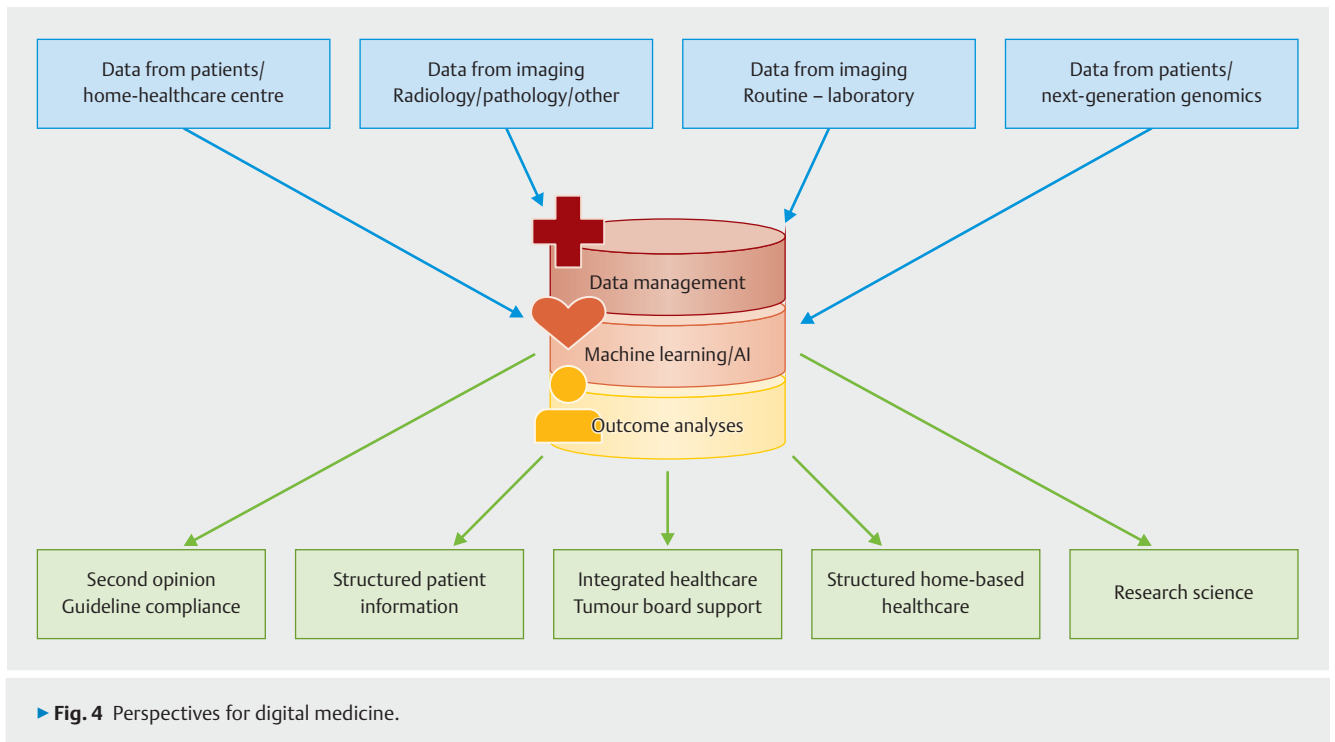 Data from patients/
home-healthcare centre
Data from imaging
Radiology/pathology/other
Data from imaging
Routine – laboratory
Data from patients/
next-generation genomics
Data management
Machine learning/AI
Outcome analyses
Second opinion
Guideline compliance
Structured patient
information
Integrated healthcare
Tumour board support
Structured home-based
healthcare
Research science
▶ Fig. 4 Perspectives for digital medicine.